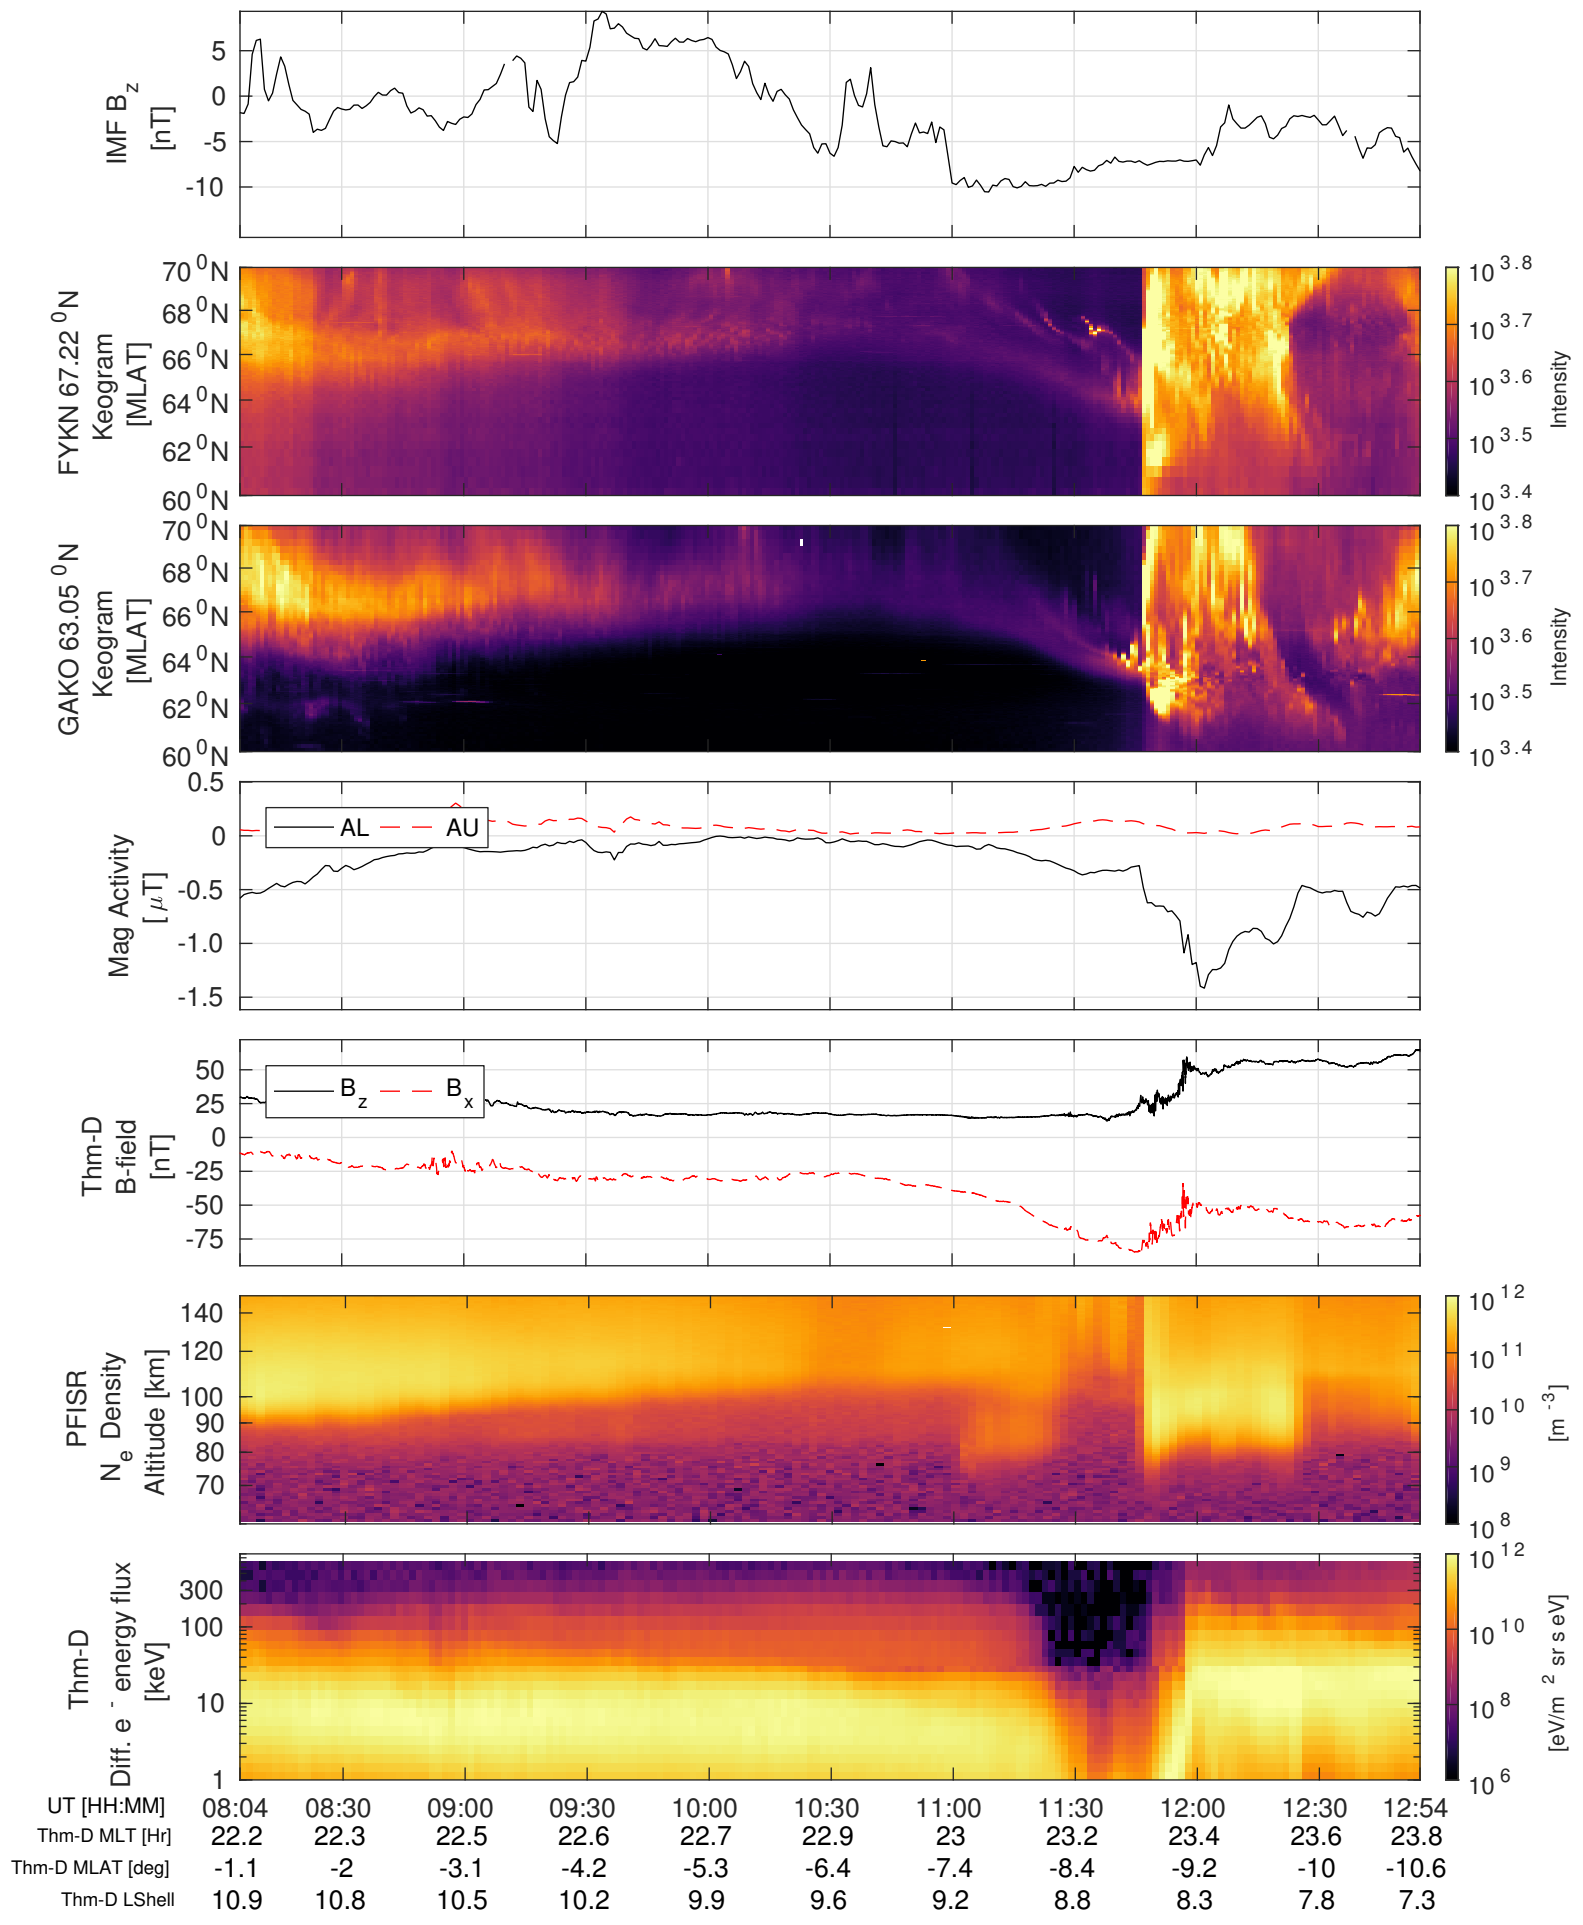 IMF B_z
[nT]
5
0
-5
-10
FYKN 67.22 ⁰N
Keogram
[MLAT]
70 ⁰N
68 ⁰N
66 ⁰N
64 ⁰N
62 ⁰N
60 ⁰N
10^3.8
10^3.7
10^3.6
10^3.5
10^3.4
Intensity
GAKO 63.05 ⁰N
Keogram
[MLAT]
70 ⁰N
68 ⁰N
66 ⁰N
64 ⁰N
62 ⁰N
60 ⁰N
10^3.8
10^3.7
10^3.6
10^3.5
10^3.4
Intensity
Mag Activity
[ μT]
0.5
0
-0.5
-1.0
-1.5
AL AU
Thm-D
B-field
[nT]
50
25
0
-25
-50
-75
B_z B_x
PFISR
N_e Density
Altitude [km]
140
120
100
90
80
70
10^12
10^11
10^10
10^9
10^8
[m^-3]
Thm-D
Diff. e^- energy flux
[keV]
300
100
10
1
10^12
10^10
10^8
10^6
[eV/m^2 sr s eV]
UT [HH:MM] 08:04 08:30 09:00 09:30 10:00 10:30 11:00 11:30 12:00 12:30 12:54
Thm-D MLT [Hr] 22.2 22.3 22.5 22.6 22.7 22.9 23 23.2 23.4 23.6 23.8
Thm-D MLAT [deg] -1.1 -2 -3.1 -4.2 -5.3 -6.4 -7.4 -8.4 -9.2 -10 -10.6
Thm-D LShell 10.9 10.8 10.5 10.2 9.9 9.6 9.2 8.8 8.3 7.8 7.3